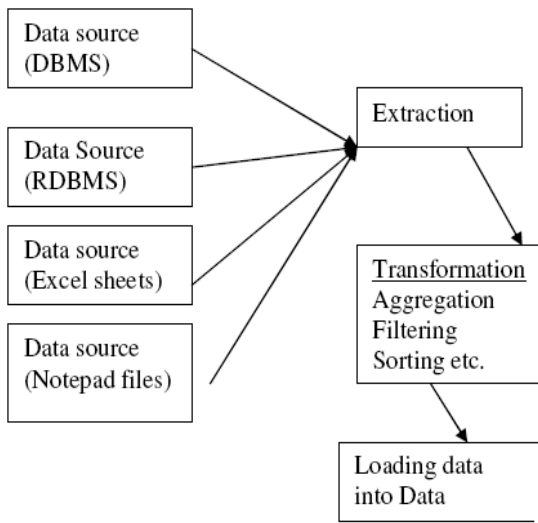 Data source
(DBMS)
Data Source
(RDBMS)
Data source
(Excel sheets)
Data source
(Notepad files)
Extraction
Transformation
Aggregation
Filtering
Sorting etc.
Loading data
into Data